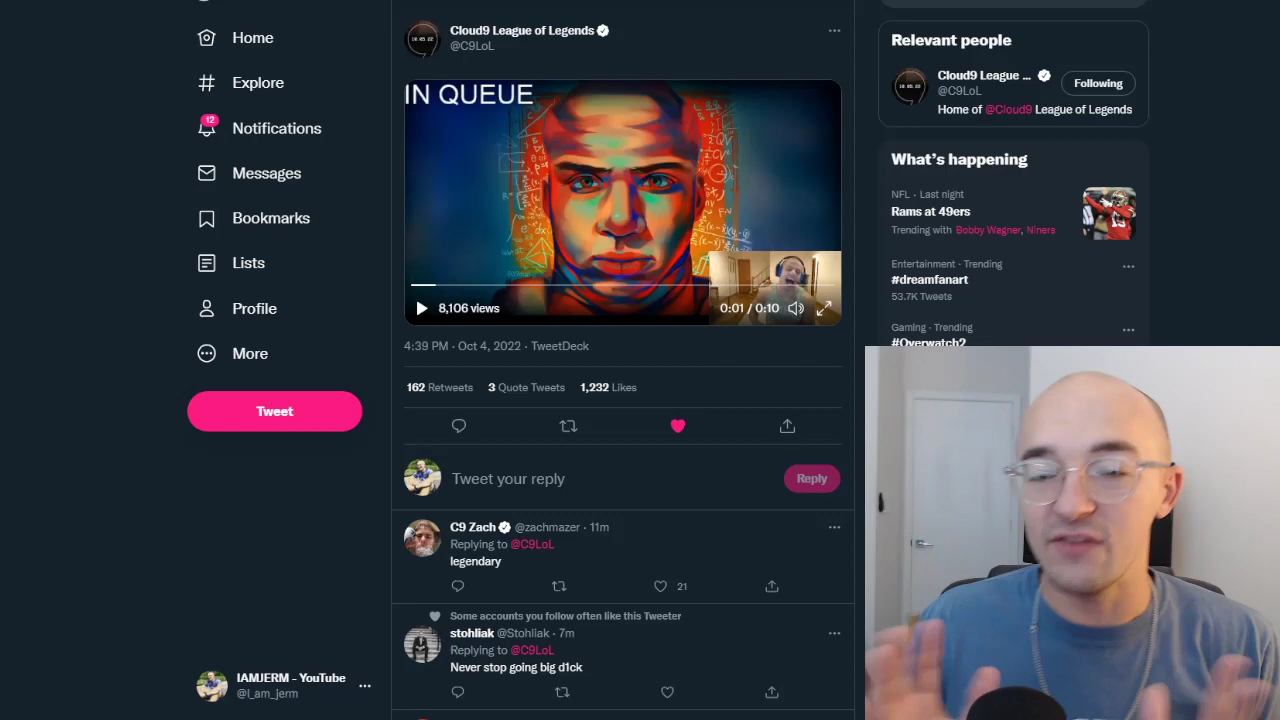 Home
Explore
12
Notifications
Messages
Bookmarks
Lists
Profile
More
Tweet
IAMJERM - YouTube
@I_am_jerm
Cloud9 League of Legends
@C9LoL
IN QUEUE
8,106 views
0:01 / 0:10
4:39 PM · Oct 4, 2022 · TweetDeck
162 Retweets 3 Quote Tweets 1,232 Likes
Tweet your reply
Reply
C9 Zach @zachmazer · 11m
Replying to @C9LoL
legendary
21
Some accounts you follow often like this Tweeter
stohliak @Stohliak · 7m
Replying to @C9LoL
Never stop going big d1ck
Relevant people
Cloud9 League ...
@C9LoL
Following
Home of @Cloud9 League of Legends
What's happening
NFL · Last night
Rams at 49ers
Trending with Bobby Wagner, Niners
Entertainment · Trending
#dreamfanart
53.7K Tweets
Gaming · Trending
#Overwatch2